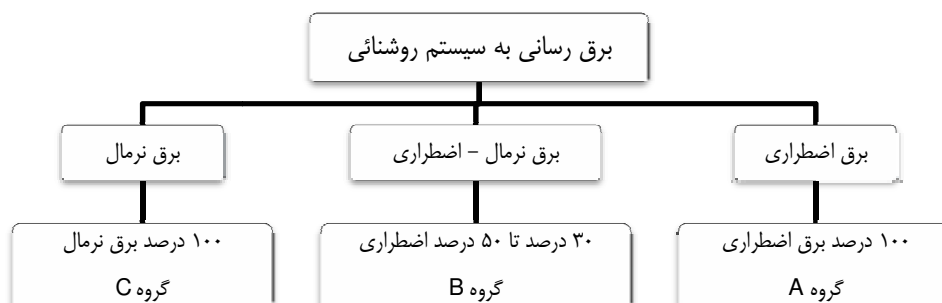 برق رسانی به سیستم روشنائی
برق اضطراری
برق نرمال – اضطراری
برق نرمال
۱۰۰ درصد برق اضطراری
گروه A
۳۰ درصد تا ۵۰ درصد اضطراری
گروه B
۱۰۰ درصد برق نرمال
گروه C